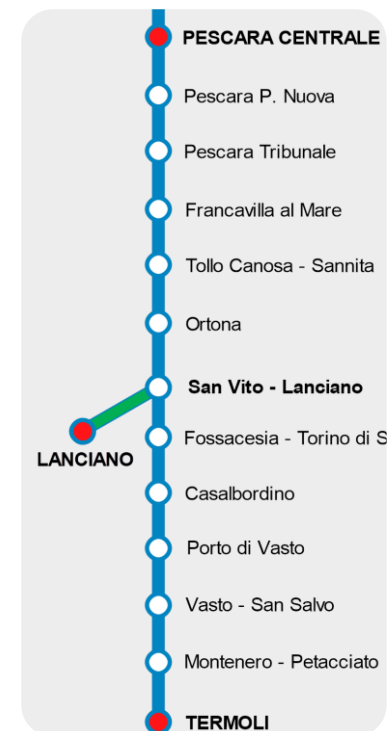 PESCARA CENTRALE
Pescara P. Nuova
Pescara Tribunale
Francavilla al Mare
Tollo Canosa - Sannita
Ortona
San Vito - Lanciano
Fossacesia - Torino di S
LANCIANO
Casalbordino
Porto di Vasto
Vasto - San Salvo
Montenero - Petacciato
TERMOLI